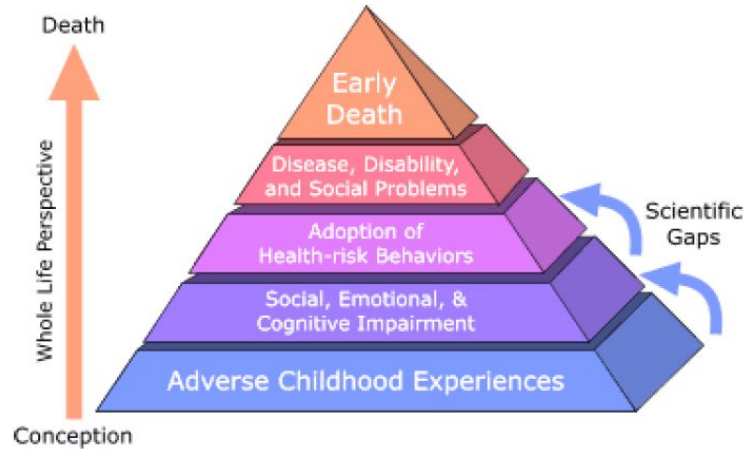 Death
Whole Life Perspective
Conception
Early
Death
Disease, Disability,
and Social Problems
Adoption of
Health-risk Behaviors
Social, Emotional, &
Cognitive Impairment
Adverse Childhood Experiences
Scientific
Gaps